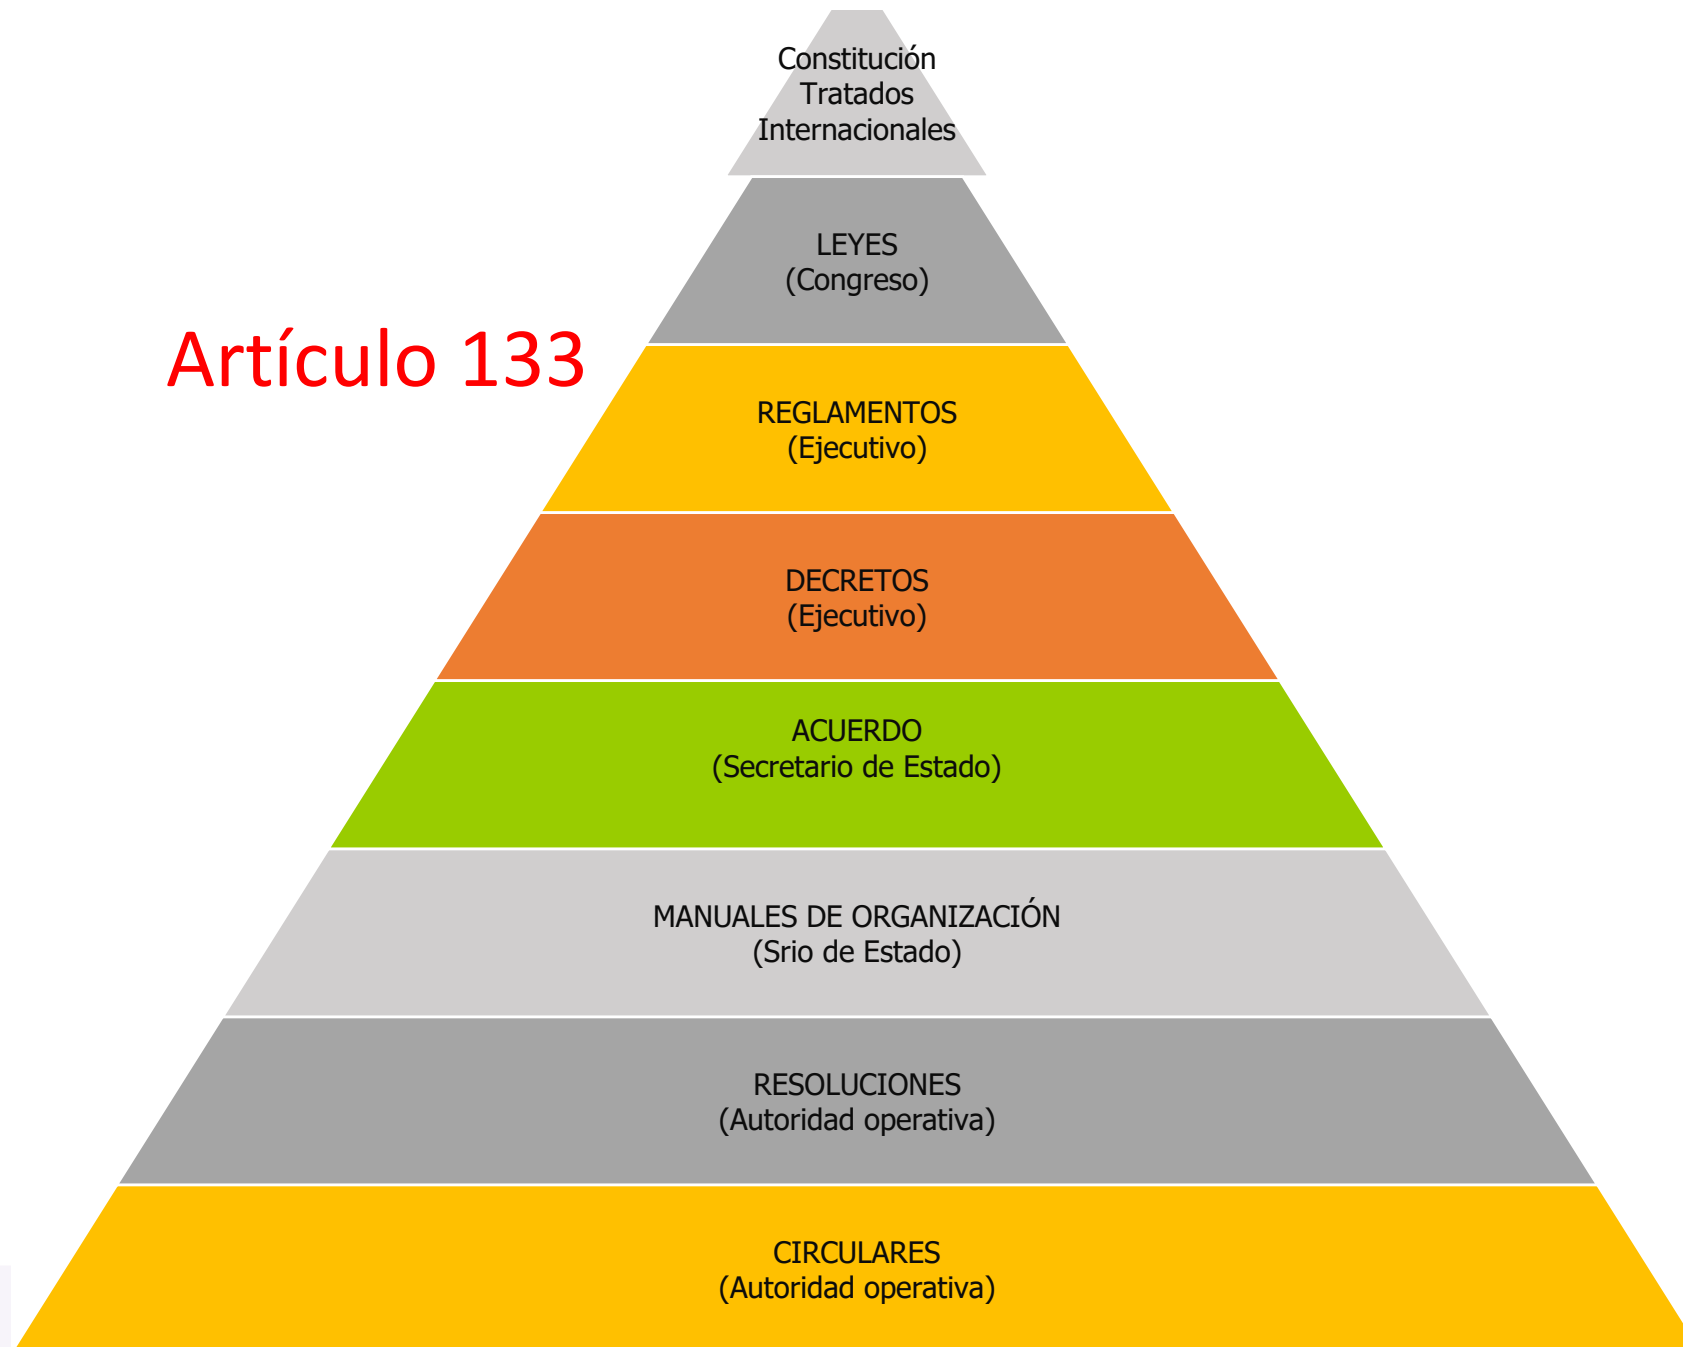 Constitución
Tratados
Internacionales
LEYES
(Congreso)
Artículo 133
REGLAMENTOS
(Ejecutivo)
DECRETOS
(Ejecutivo)
ACUERDO
(Secretario de Estado)
MANUALES DE ORGANIZACIÓN
(Srio de Estado)
RESOLUCIONES
(Autoridad operativa)
CIRCULARES
(Autoridad operativa)